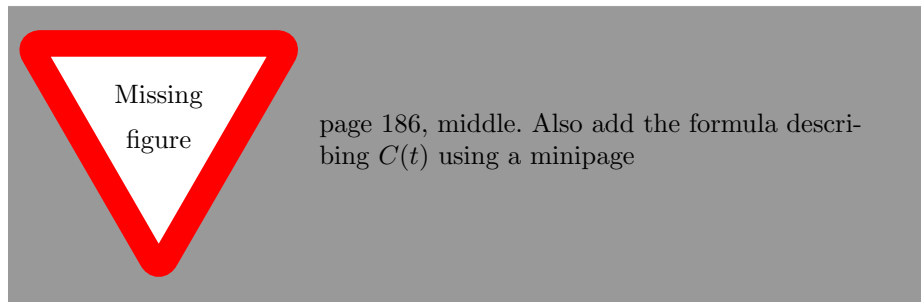 Missing
figure
page 186, middle. Also add the formula descri-
bing C(t) using a minipage